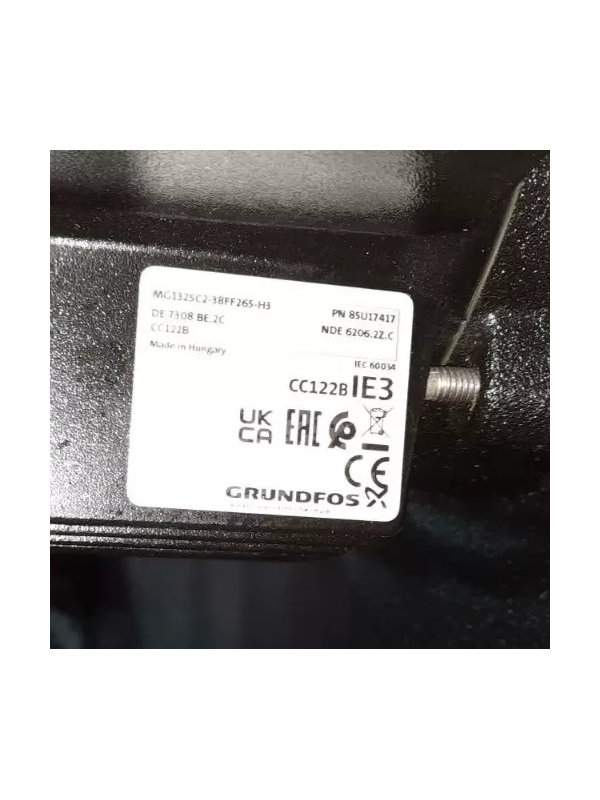 MG132SC2-38FF265-H3
PN 85U17417
DE 7308 BE.2C
NDE 6206.2Z.C
CC122B
Made in Hungary
IEC 60034
CC122B IE3
UK
CA
EAC
CE
GRUNDFOS